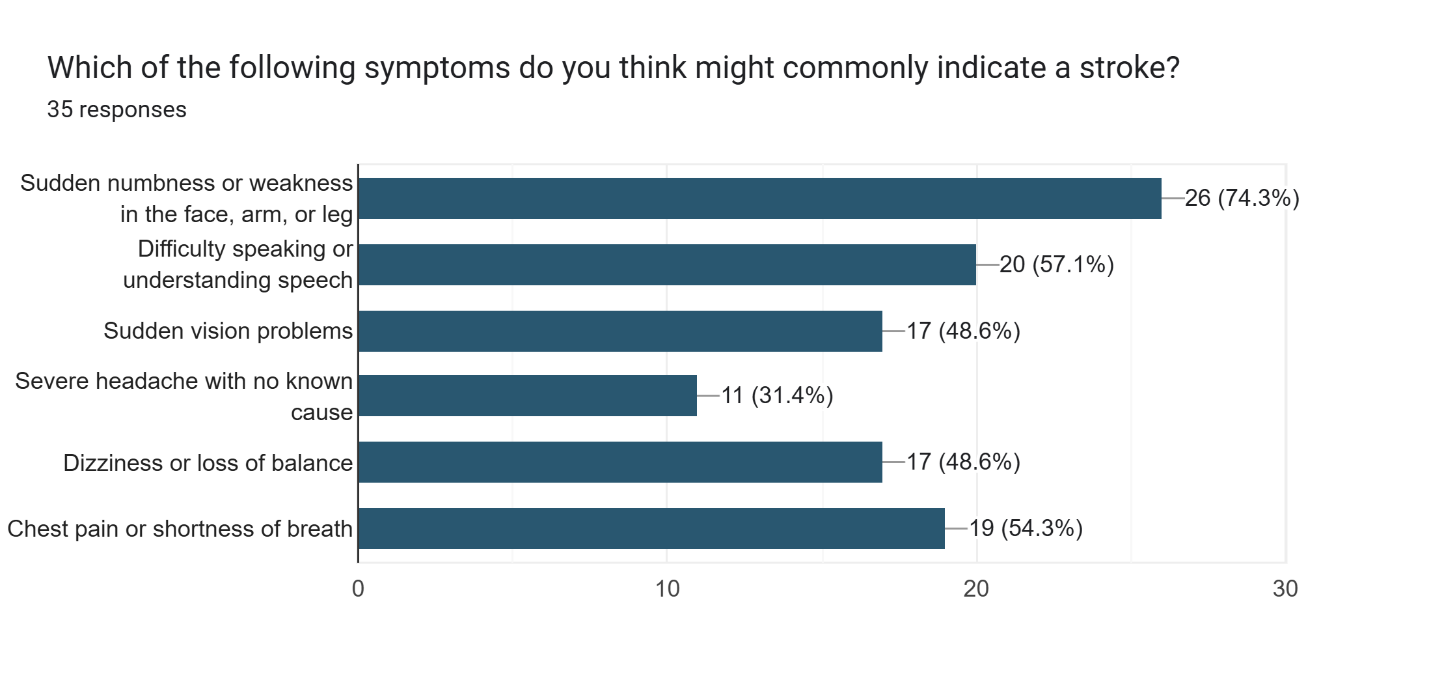 Which of the following symptoms do you think might commonly indicate a stroke?
35 responses
Sudden numbness or weakness
in the face, arm, or leg
26 (74.3%)
Difficulty speaking or
understanding speech
20 (57.1%)
Sudden vision problems
17 (48.6%)
Severe headache with no known
cause
11 (31.4%)
Dizziness or loss of balance
17 (48.6%)
Chest pain or shortness of breath
19 (54.3%)
0 10 20 30